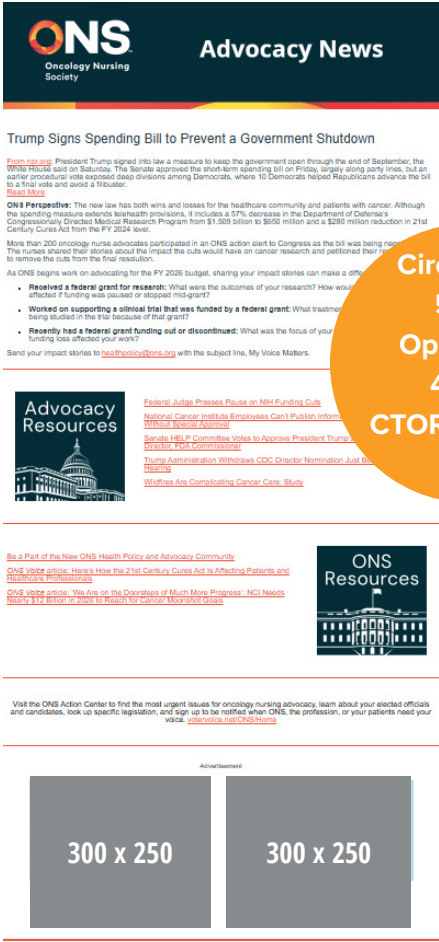 ONS
Oncology Nursing
Society
Advocacy News
Trump Signs Spending Bill to Prevent a Government Shutdown
From npr.org: President Trump signed into law a measure to keep the government open through the end of September, the
White House said on Saturday. The Senate approved the short-term spending bill on Friday, largely along party lines, but an
earlier procedural vote exposed deep divisions among Democrats, where 10 Democrats helped Republicans advance the bill
to a final vote and avoid a filibuster.
Read More
ONS Perspective: The new law has both wins and losses for the healthcare community and patients with cancer. Although
the spending measure extends telehealth provisions, it includes a 57% decrease in the Department of Defense's
Congressionally Directed Medical Research Program from $1.509 billion to $650 million and a $280 million reduction in 21st
Century Cures Act from the FY 2024 level.
More than 200 oncology nurse advocates participated in an ONS action alert to Congress as the bill was being
The nurses shared their stories about the impact the cuts would have on cancer research and petitioned their
to remove the cuts from the final resolution.
As ONS begins work on advocating for the FY 2026 budget, sharing your impact stories can make a
Received a federal grant for research: What were the outcomes of your research? How
affected if funding was paused or stopped mid-grant?
Worked on supporting a clinical trial that was funded by a federal grant: What
being studied in the trial because of that grant?
Recently had a federal grant funding out or discontinued: What was the focus of your
funding loss affected your work?
Send your impact stories to healthpolicy@ons.org with the subject line, My Voice Matters.
Op
CTOR
Advocacy
Resources
Federal Judge Presses Pause on NIH Funding Cuts
National Cancer Institute Employees Can't Publish
Without Special Approval
Senate HELP Committee Votes to Approve President
Director, FDA Commissioner
Trump Administration Withdraws CDC Director Nomination Just
Hearing
Wildfires Are Complicating Cancer Care: Study
Be a Part of the New ONS Health Policy and Advocacy Community
ONS Voice article: Here's How the 21st Century Cures Act Is Affecting Patients and
Healthcare Professionals
ONS Voice article: 'We Are on the Doorsteps of Much More Progress': NCI Needs
Nearly $12 Billion in 2026 to Reach for Cancer Moonshot Goals
ONS
Resources
Visit the ONS Action Center to find the most urgent issues for oncology nursing advocacy, learn about your elected officials
and candidates, look up specific legislation, and sign up to be notified when ONS, the profession, or your patients need your
voice. votervoice.net/ONS/Home
Advertisement
300 x 250
300 x 250